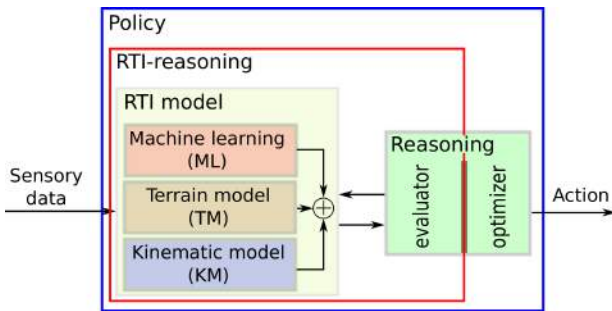 Policy
RTI-reasoning
RTI model
Machine learning
(ML)
Terrain model
(TM)
Kinematic model
(KM)
Sensory
data
Reasoning
evaluator
optimizer
Action